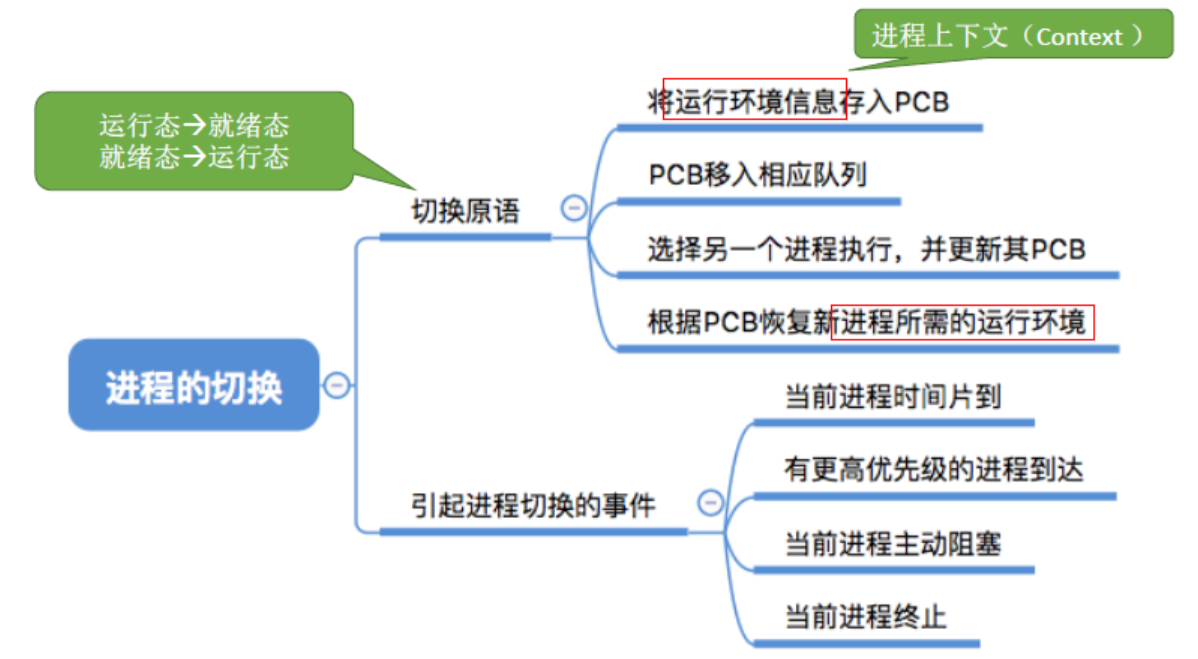 进程上下文（Context ）
运行态→就绪态
就绪态→运行态
将运行环境信息存入PCB
PCB移入相应队列
切换原语
选择另一个进程执行，并更新其PCB
根据PCB恢复新进程所需的运行环境
进程的切换
当前进程时间片到
有更高优先级的进程到达
引起进程切换的事件
当前进程主动阻塞
当前进程终止